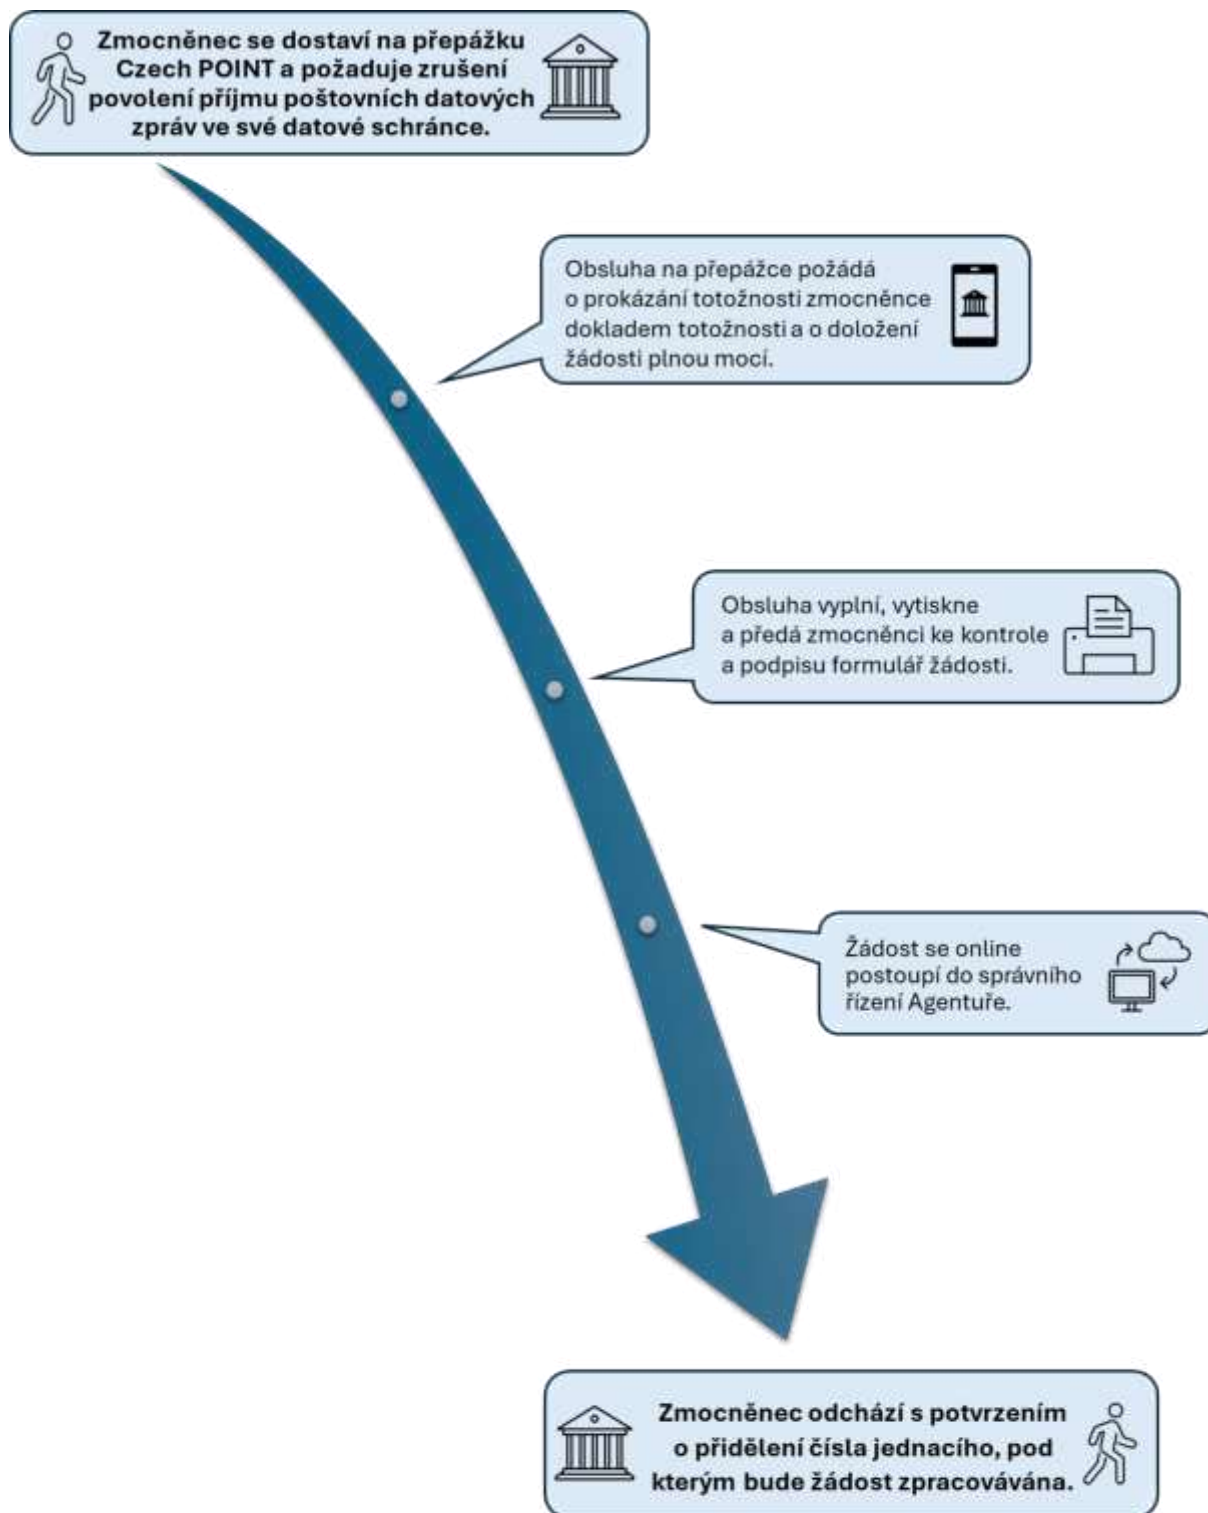 Zmocněnec se dostaví na přepážku
Czech POINT a požaduje zrušení
povolení příjmu poštovních datových
zpráv ve své datové schránce.
Obsluha na přepážce požádá
o prokázání totožnosti zmocněnce
dokladem totožnosti a o doložení
žádosti plnou mocí.
Obsluha vyplní, vytiskne
a předá zmocněnci ke kontrole
a podpisu formulář žádosti.
Žádost se online
postoupí do správního
řízení Agentuře.
Zmocněnec odchází s potvrzením
o přidělení čísla jednacího, pod
kterým bude žádost zpracovávána.